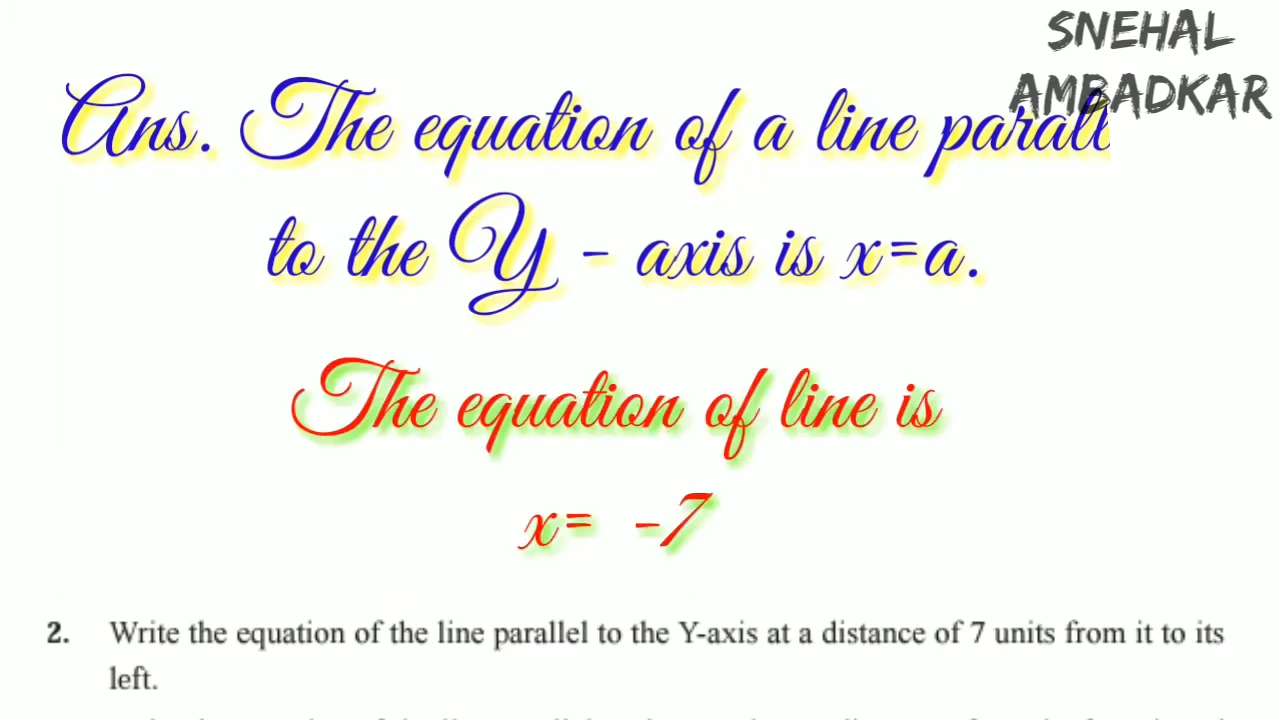 SNEHAL
AMBADKAR
Ans. The equation of a line parall
to the Y - axis is x=a.
The equation of line is
x= -7
2. Write the equation of the line parallel to the Y-axis at a distance of 7 units from it to its
left.